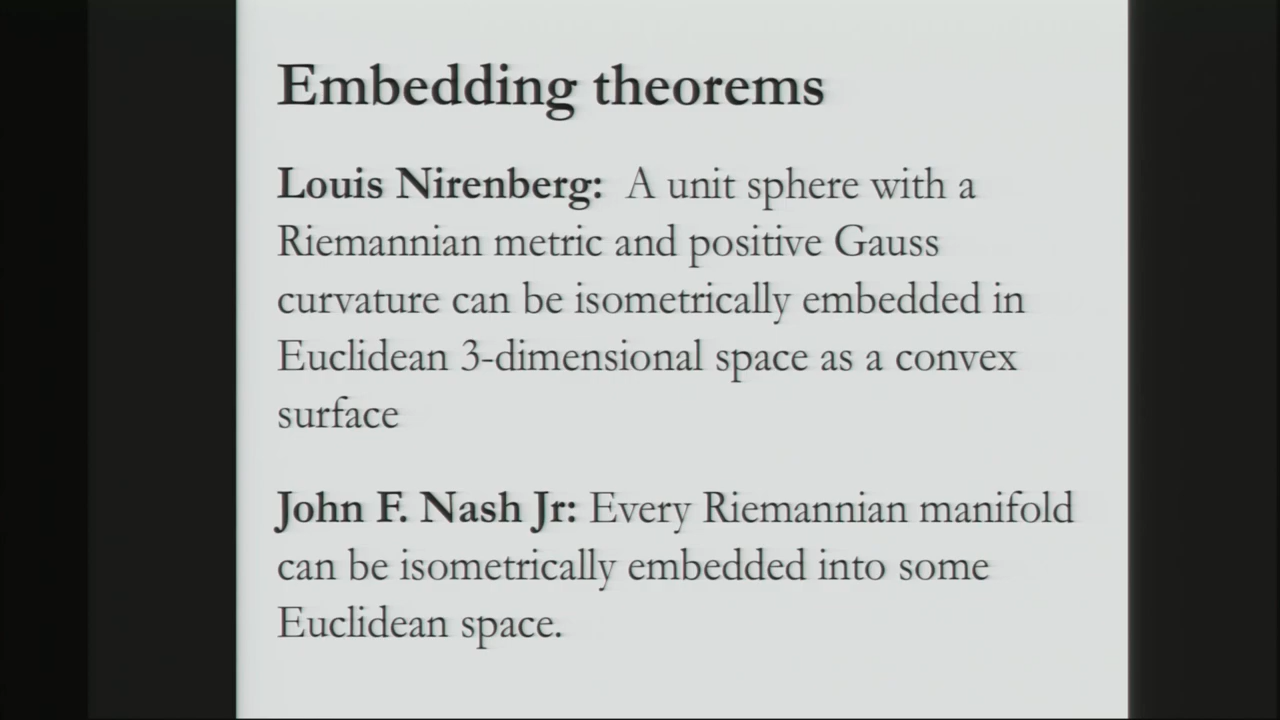 Embedding theorems
Louis Nirenberg: A unit sphere with a
Riemannian metric and positive Gauss
curvature can be isometrically embedded in
Euclidean 3-dimensional space as a convex
surface
John F. Nash Jr: Every Riemannian manifold
can be isometrically embedded into some
Euclidean space.